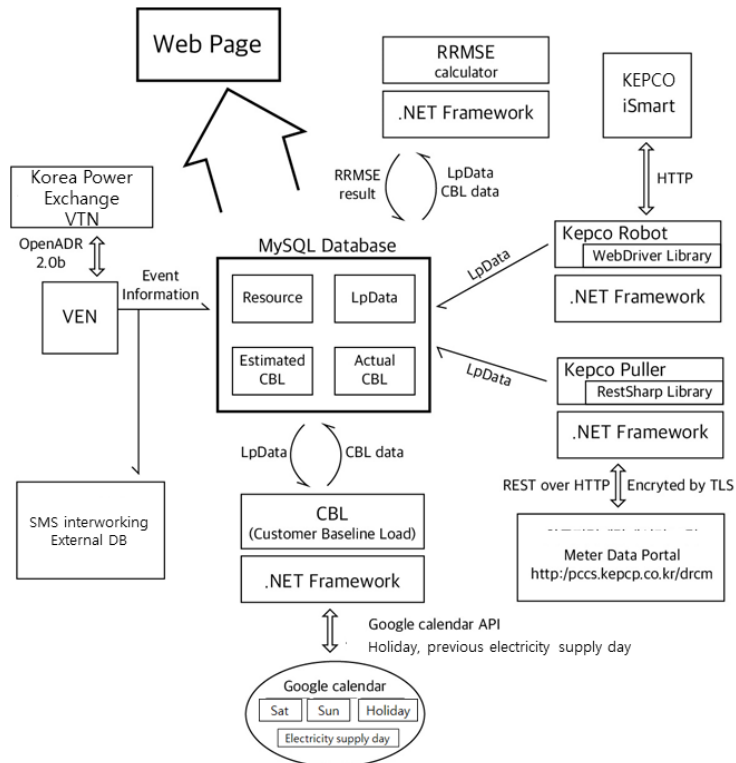 Web Page
RRMSE
calculator
.NET Framework
KEPCO
iSmart
HTTP
RRMSE
result
LpData
CBL data
Korea Power
Exchange
VTN
OpenADR
2.0b
VEN
Event
Information
MySQL Database
Resource
LpData
Estimated
CBL
Actual
CBL
LpData
Kepco Robot
WebDriver Library
.NET Framework
LpData
Kepco Puller
RestSharp Library
.NET Framework
REST over HTTP
Encryted by TLS
Meter Data Portal
http:/pccs.kepcp.co.kr/drcm
SMS interworking
External DB
LpData
CBL data
CBL
(Customer Baseline Load)
.NET Framework
Google calendar API
Holiday, previous electricity supply day
Google calendar
Sat
Sun
Holiday
Electricity supply day